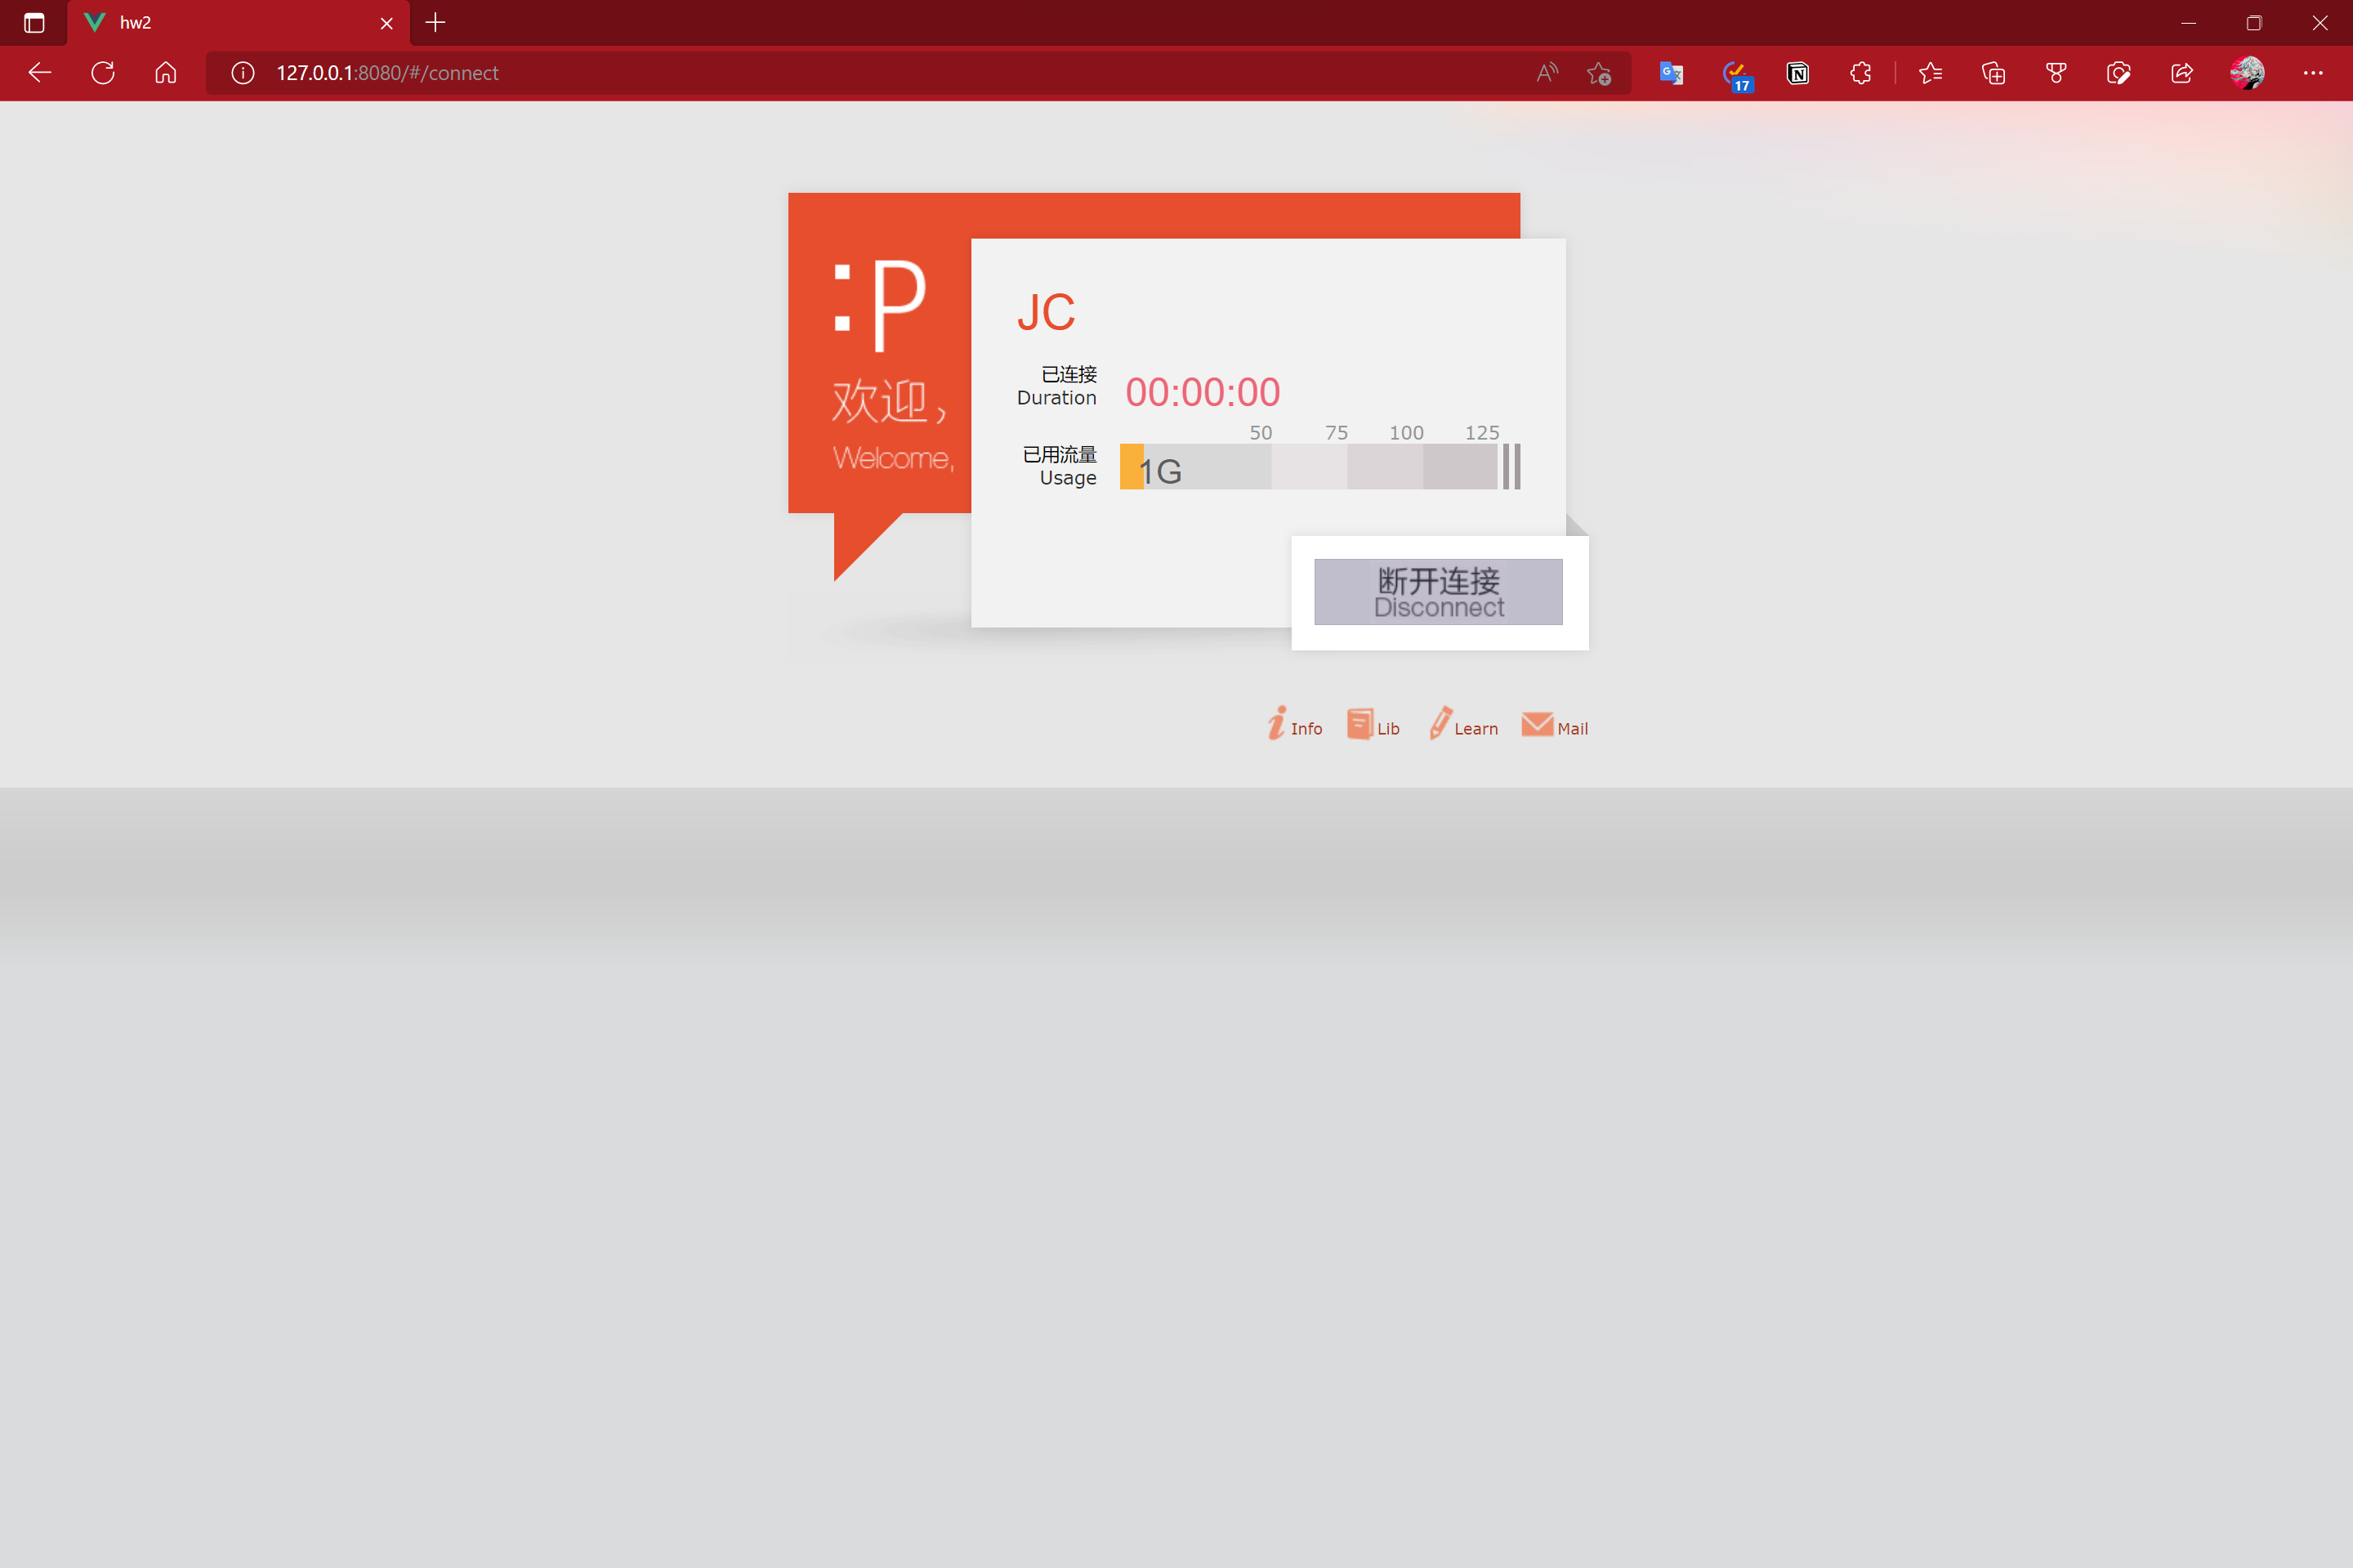 hw2
127.0.0.1:8080/#/connect
17
:P
欢迎，
Welcome,
JC
已连接
Duration
00:00:00
50 75 100 125
已用流量
Usage
1G
断开连接
Disconnect
Info Lib Learn Mail